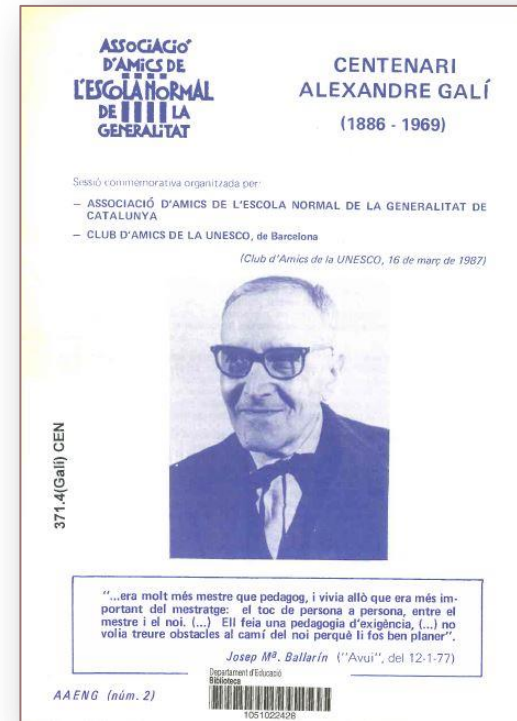 ASSOCIACIÓ
D'AMICS DE
L'ESCOLA NORMAL
DE LA
GENERALITAT
CENTENARI
ALEXANDRE GALÍ
(1886 - 1969)
Sessió commemorativa organitzada per:
— ASSOCIACIÓ D'AMICS DE L'ESCOLA NORMAL DE LA GENERALITAT DE
CATALUNYA
— CLUB D'AMICS DE LA UNESCO, de Barcelona
(Club d'Amics de la UNESCO, 16 de març de 1987)
371.4(Galí) CEN
"...era molt més mestre que pedagog, i vivia allò que era més im-
portant del mestratge: el toc de persona a persona, entre el
mestre i el noi. (...) Ell feia una pedagogia d'exigència, (...) no
volia treure obstacles al camí del noi perquè li fos ben planer".
Josep Mª. Ballarín ("Avui", del 12-1-77)
Departament d'Educació
Biblioteca
1051022428
AAENG (núm. 2)